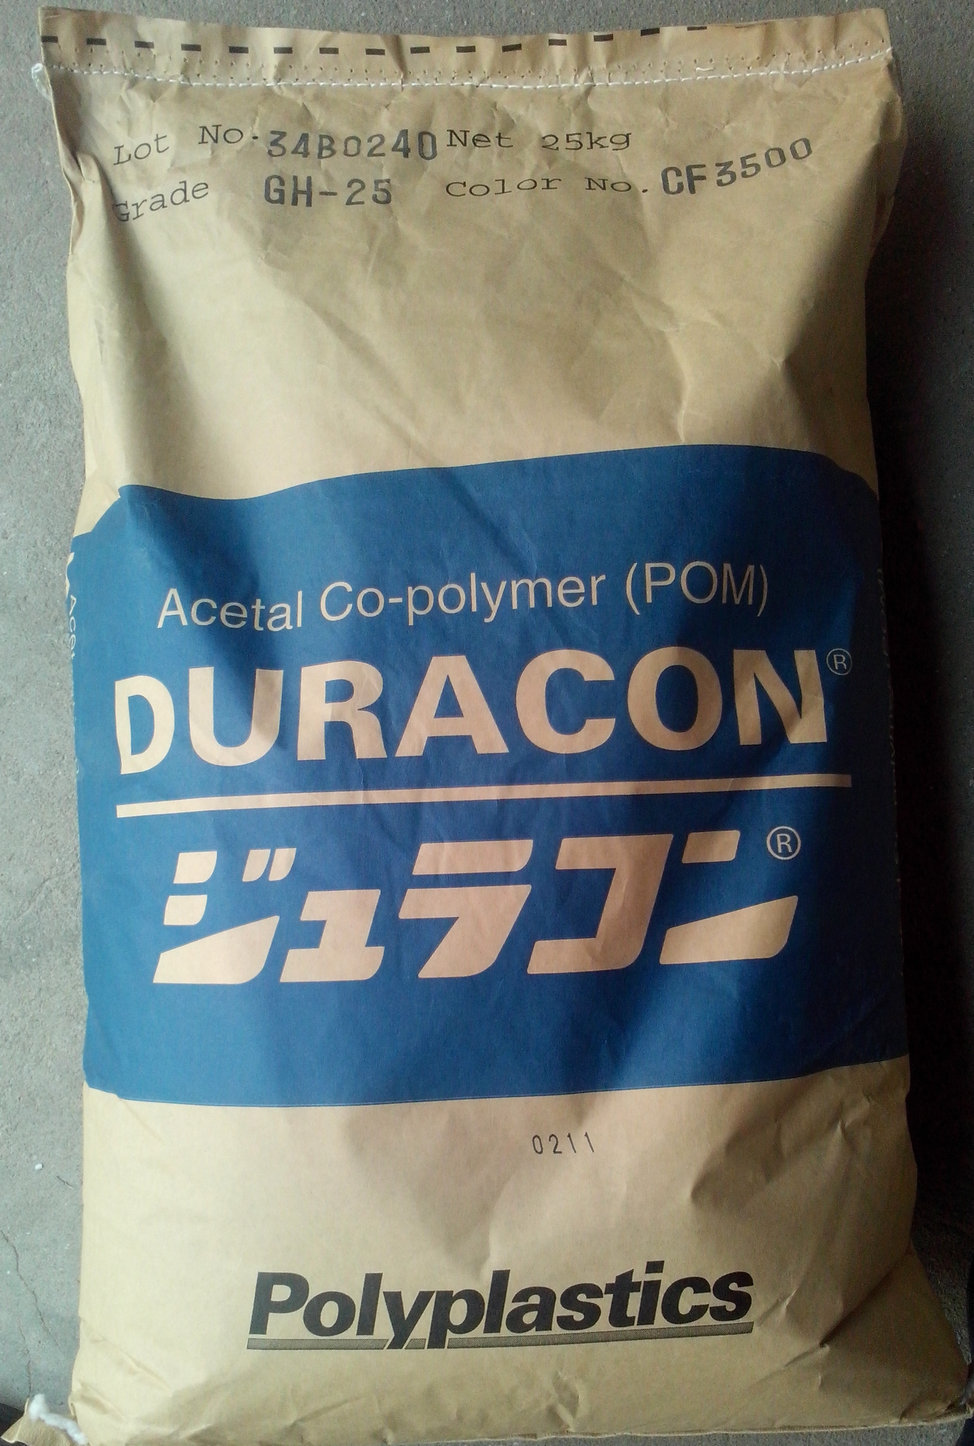 Lot No. 34B0240 Net 25kg
Grade GH-25 Color No. CF3500
Acetal Co-polymer (POM)
DURACON®
ジュラコン®
0211
Polyplastics